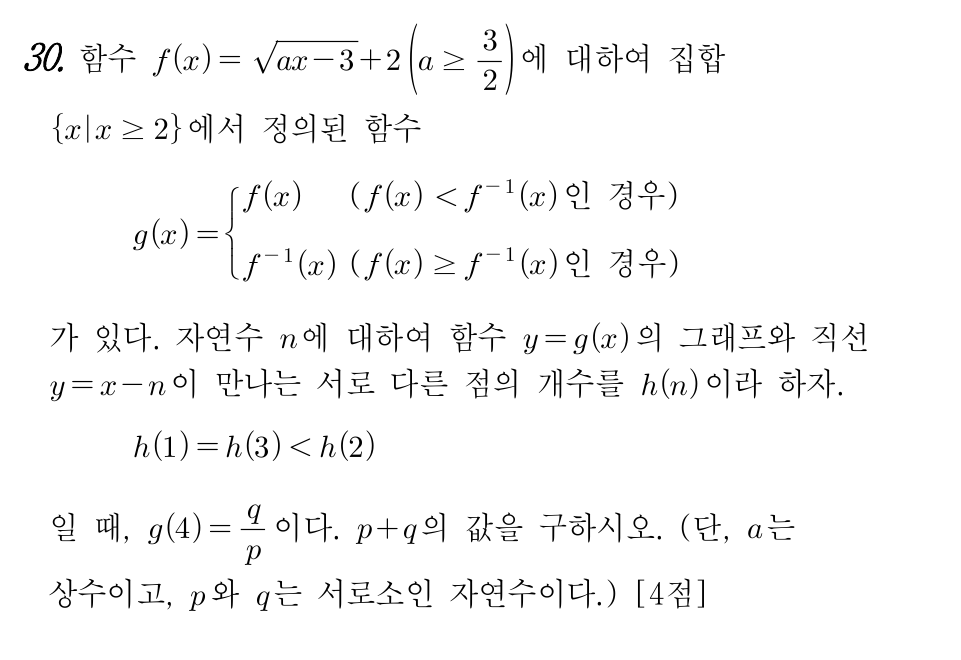 30. 함수 f(x) = √(ax−3) + 2 (a ≥ 3/2)에 대하여 집합
{x|x ≥ 2}에서 정의된 함수
g(x) = { f(x) (f(x) < f⁻¹(x)인 경우)
f⁻¹(x) (f(x) ≥ f⁻¹(x)인 경우)
가 있다. 자연수 n에 대하여 함수 y=g(x)의 그래프와 직선
y=x−n이 만나는 서로 다른 점의 개수를 h(n)이라 하자.
h(1) = h(3) < h(2)
일 때, g(4) = q/p 이다. p+q의 값을 구하시오. (단, a는
상수이고, p와 q는 서로소인 자연수이다.) [4점]